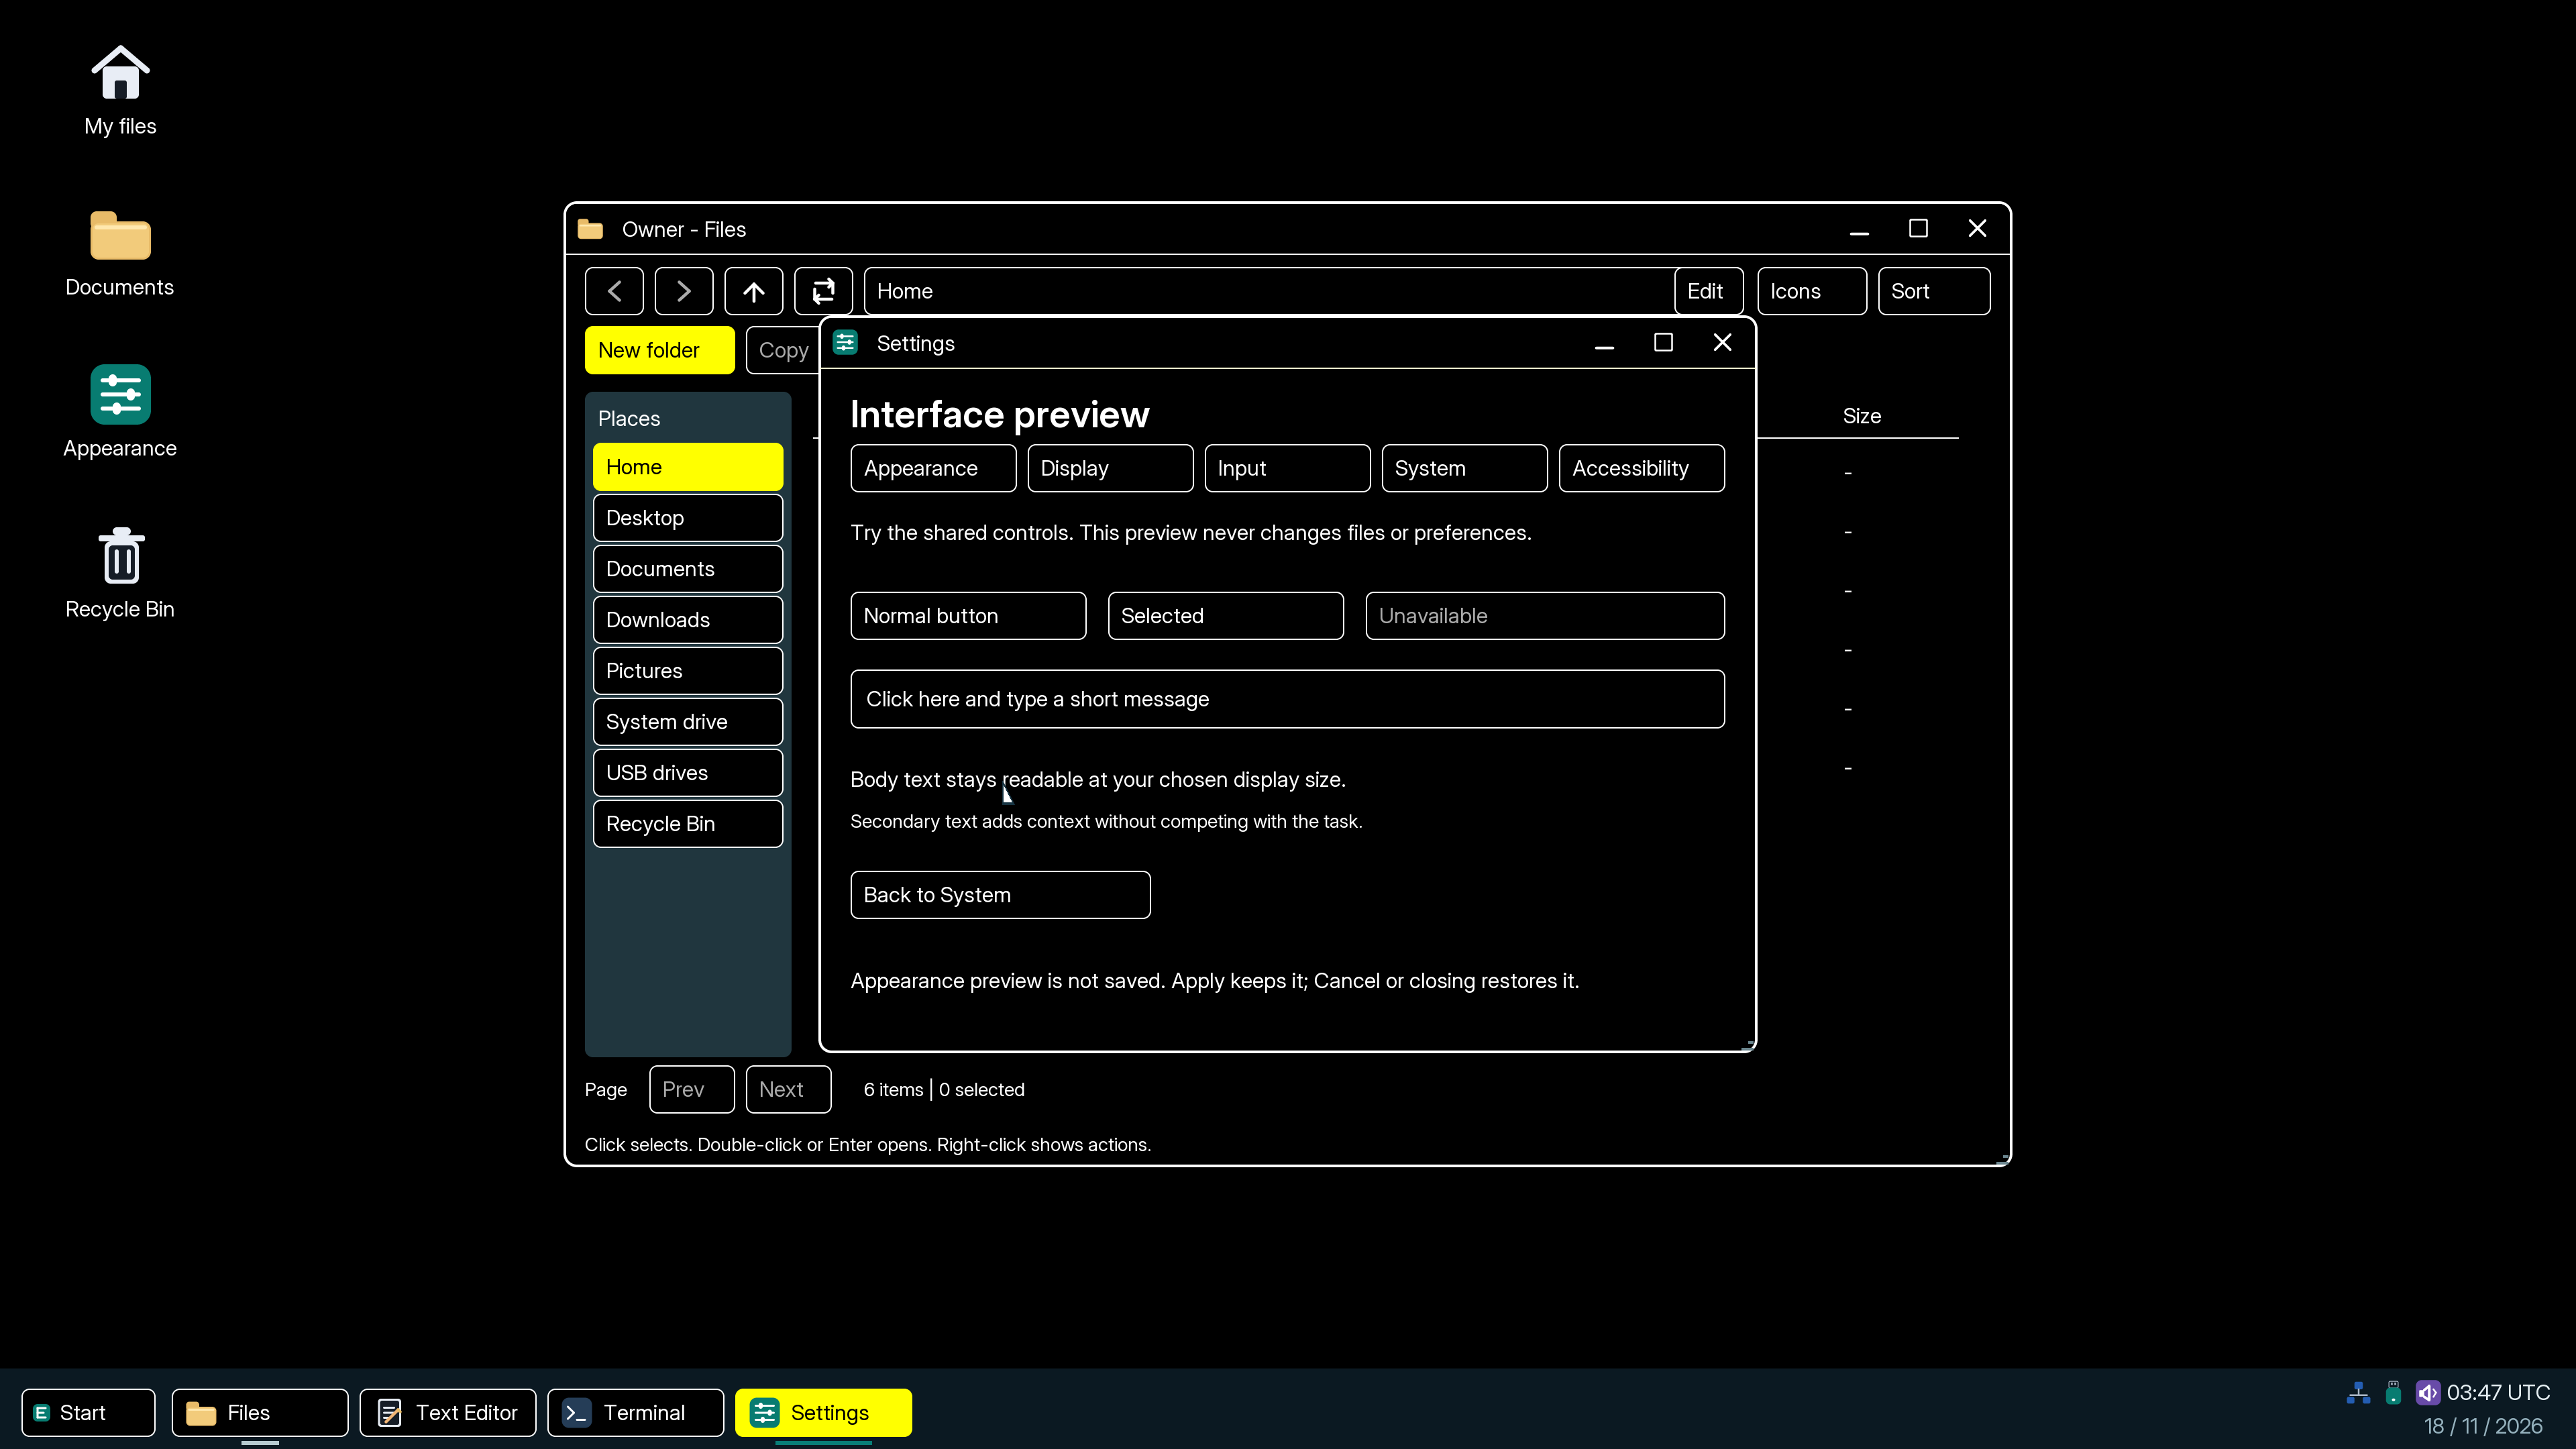 My files
Documents
Appearance
Recycle Bin
Owner - Files
Home
Edit
Icons
Sort
New folder
Copy
Size
Places
Home
Desktop
Documents
Downloads
Pictures
System drive
USB drives
Recycle Bin
-
-
-
-
-
-
Settings
Interface preview
Appearance
Display
Input
System
Accessibility
Try the shared controls. This preview never changes files or preferences.
Normal button
Selected
Unavailable
Click here and type a short message
Body text stays readable at your chosen display size.
Secondary text adds context without competing with the task.
Back to System
Appearance preview is not saved. Apply keeps it; Cancel or closing restores it.
Page
Prev
Next
6 items | 0 selected
Click selects. Double-click or Enter opens. Right-click shows actions.
E Start
Files
Text Editor
Terminal
Settings
03:47 UTC
18 / 11 / 2026